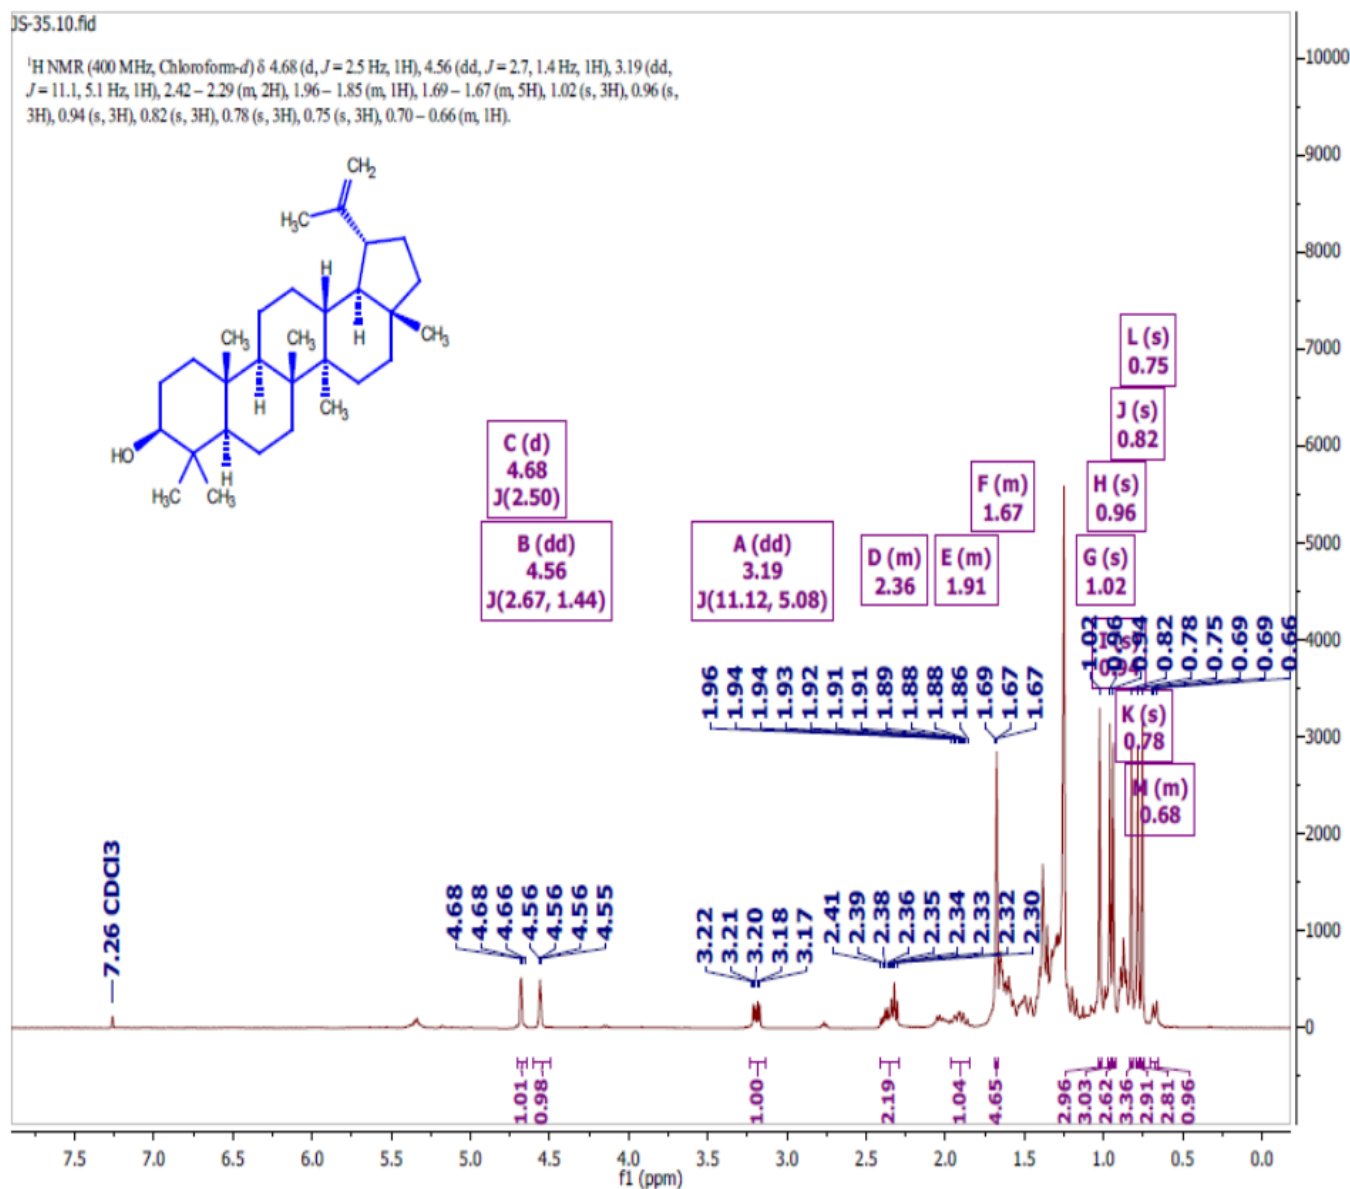 JS-35.10.fid
¹H NMR (400 MHz, Chloroform-d) δ 4.68 (d, J = 2.5 Hz, 1H), 4.56 (dd, J = 2.7, 1.4 Hz, 1H), 3.19 (dd,
J = 11.1, 5.1 Hz, 1H), 2.42 – 2.29 (m, 2H), 1.96 – 1.85 (m, 1H), 1.69 – 1.67 (m, 5H), 1.02 (s, 3H), 0.96 (s,
3H), 0.94 (s, 3H), 0.82 (s, 3H), 0.78 (s, 3H), 0.75 (s, 3H), 0.70 – 0.66 (m, 1H).
CH₂
H₃C
H
CH₃ CH₃ H CH₃
H CH₃
HO
H
H₃C CH₃
C (d)
4.68
J(2.50)
B (dd)
4.56
J(2.67, 1.44)
A (dd)
3.19
J(11.12, 5.08)
D (m)
2.36
E (m)
1.91
F (m)
1.67
L (s)
0.75
J (s)
0.82
H (s)
0.96
G (s)
1.02
I (s)
0.94
K (s)
0.78
M (m)
0.68
7.26 CDCl3
4.68 4.68 4.66 4.56 4.56 4.56 4.55
3.22 3.21 3.20 3.18 3.17
2.41 2.39 2.38 2.36 2.35 2.34 2.33 2.32 2.30
1.96 1.94 1.94 1.93 1.92 1.91 1.91 1.89 1.88 1.88 1.86 1.69 1.67 1.67
1.02 0.96 0.94 0.82 0.78 0.75 0.69 0.69 0.66
1.01 0.98 1.00 2.19 1.04 4.65 2.96 3.03 2.62 3.36 2.91 2.81 0.96
7.5 7.0 6.5 6.0 5.5 5.0 4.5 4.0 3.5 3.0 2.5 2.0 1.5 1.0 0.5 0.0
f1 (ppm)
10000
9000
8000
7000
6000
5000
4000
3000
2000
1000
0